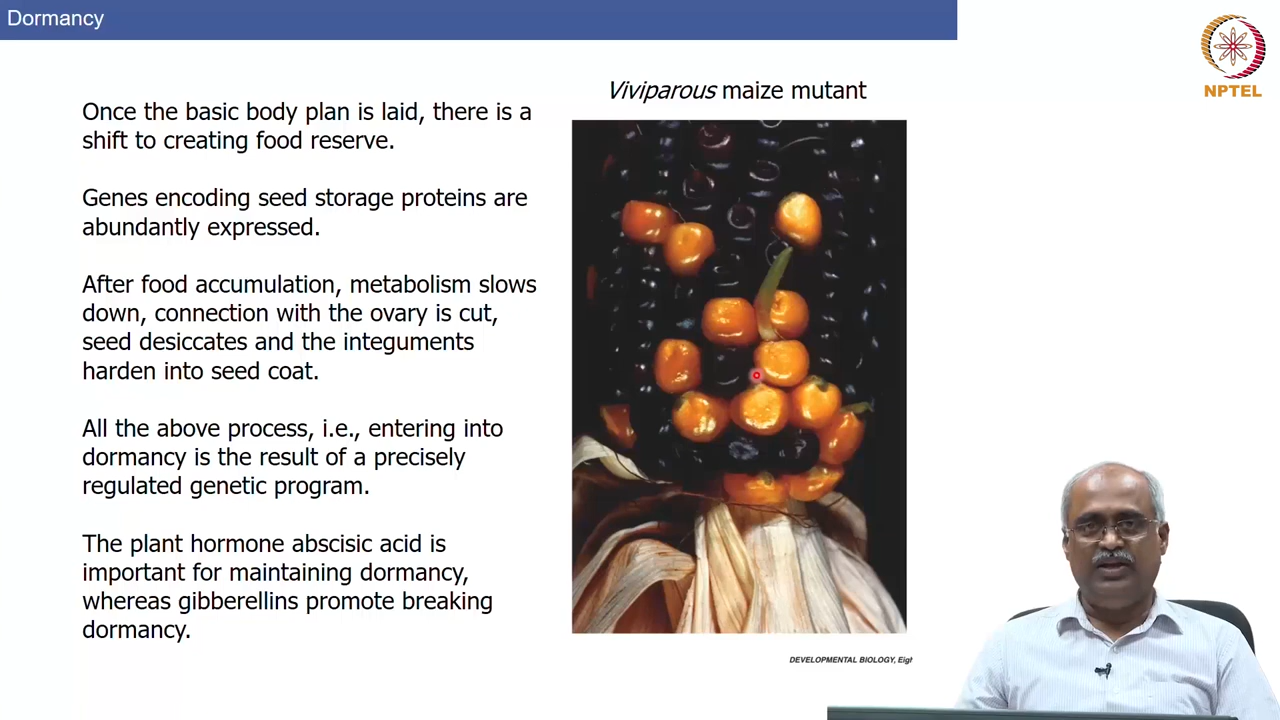 Dormancy
NPTEL
Viviparous maize mutant
Once the basic body plan is laid, there is a
shift to creating food reserve.
Genes encoding seed storage proteins are
abundantly expressed.
After food accumulation, metabolism slows
down, connection with the ovary is cut,
seed desiccates and the integuments
harden into seed coat.
All the above process, i.e., entering into
dormancy is the result of a precisely
regulated genetic program.
The plant hormone abscisic acid is
important for maintaining dormancy,
whereas gibberellins promote breaking
dormancy.
DEVELOPMENTAL BIOLOGY, Eigh